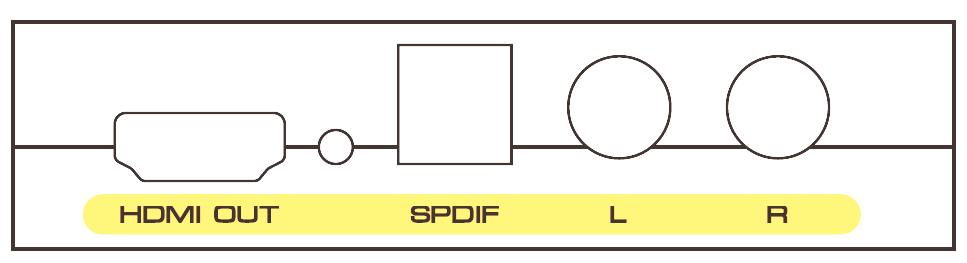 HDMI OUT SPDIF L R